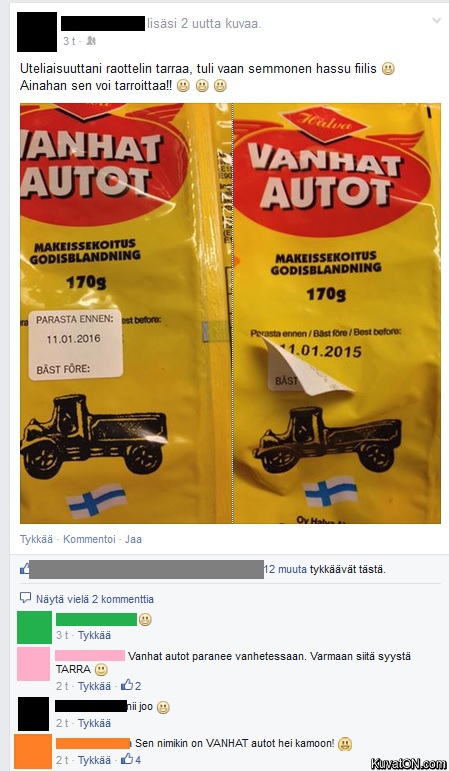 lisäsi 2 uutta kuvaa.
3 t ·
Uteliaisuuttani raottelin tarraa, tuli vaan semmonen hassu fiilis
Ainahan sen voi tarroittaa!!
VANHAT
AUTOT
MAKEISSEKOITUS
GODISBLANDNING
170g
est before:
PARASTA ENNEN:
11.01.2016
BÄST FÖRE:
Halva
VANHAT
AUTOT
MAKEISSEKOITUS
GODISBLANDNING
170g
Parasta ennen / Bäst före / Best before:
11.01.2015
BÄST
Oy Halva
Tykkää · Kommentoi · Jaa
12 muuta tykkäävät tästä.
Näytä vielä 2 kommenttia
3 t · Tykkää
Vanhat autot paranee vanhetessaan. Varmaan siitä syystä
TARRA
2 t · Tykkää · 2
nii joo
2 t · Tykkää
Sen nimikin on VANHAT autot hei kamoon!
2 t · Tykkää · 4
KuvatON.com